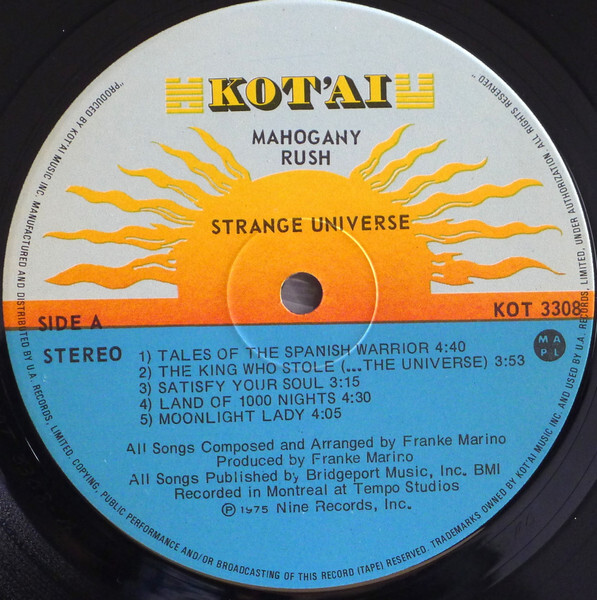 KOT'AI
MAHOGANY
RUSH
STRANGE UNIVERSE
SIDE A
KOT 3308
STEREO
M A
P L
1) TALES OF THE SPANISH WARRIOR 4:40
2) THE KING WHO STOLE (...THE UNIVERSE) 3:53
3) SATISFY YOUR SOUL 3:15
4) LAND OF 1000 NIGHTS 4:30
5) MOONLIGHT LADY 4:05
All Songs Composed and Arranged by Franke Marino
Produced by Franke Marino
All Songs Published by Bridgeport Music, Inc. BMI
Recorded in Montreal at Tempo Studios
℗ 1975 Nine Records, Inc.
"PRODUCED BY KOT'AI MUSIC INC. MANUFACTURED AND DISTRIBUTED BY U.A. RECORDS, LIMITED. COPYING, PUBLIC PERFORMANCE AND/OR BROADCASTING OF THIS RECORD (TAPE) RESERVED. TRADEMARKS OWNED BY KOT'AI MUSIC INC. AND USED BY U.A. RECORDS, LIMITED, UNDER AUTHORIZATION ALL RIGHTS RESERVED"